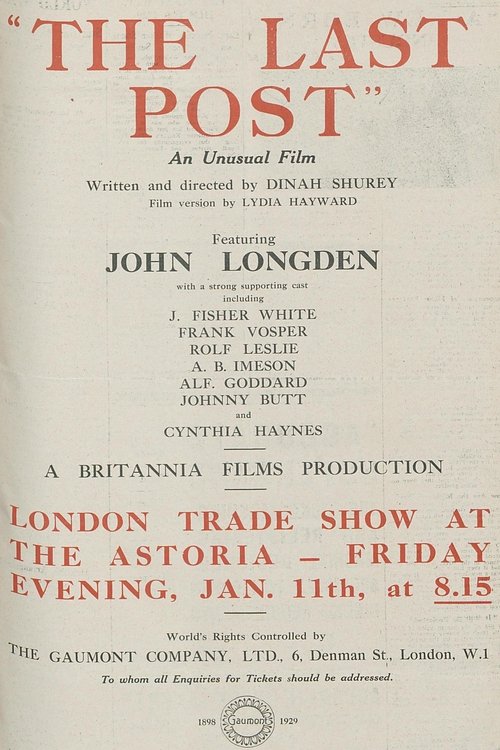 "THE LAST
POST"
An Unusual Film
Written and directed by DINAH SHUREY
Film version by LYDIA HAYWARD
Featuring
JOHN LONGDEN
with a strong supporting cast
including
J. FISHER WHITE
FRANK VOSPER
ROLF LESLIE
A. B. IMESON
ALF. GODDARD
JOHNNY BUTT
and
CYNTHIA HAYNES
A BRITANNIA FILMS PRODUCTION
LONDON TRADE SHOW AT
THE ASTORIA – FRIDAY
EVENING, JAN. 11th, at 8.15
World's Rights Controlled by
THE GAUMONT COMPANY, LTD., 6, Denman St., London, W.1
To whom all Enquiries for Tickets should be addressed.
1898 Gaumont 1929